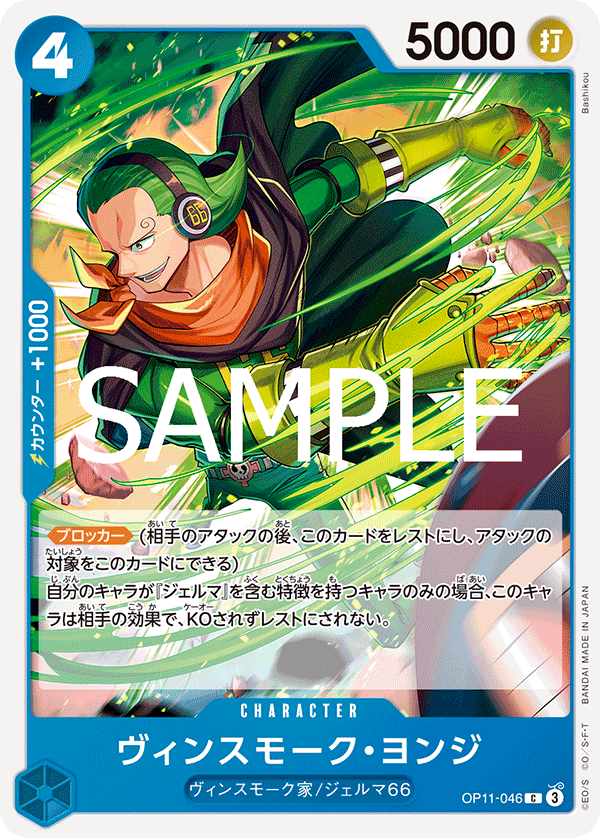 4
5000
打
Bashikou
66
カウンター +1000
SAMPLE
ブロッカー (相手のアタックの後、このカードをレストにし、アタックの
対象をこのカードにできる)
自分のキャラが『ジェルマ』を含む特徴を持つキャラのみの場合、このキャ
ラは相手の効果で、KOされずレストにされない。
CHARACTER
ヴィンスモーク・ヨンジ
ヴィンスモーク家/ジェルマ66
OP11-046 C 3
©E.O/S ©O/S・F・T BANDAI MADE IN JAPAN